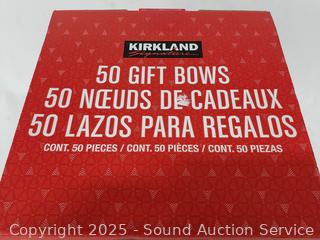 KIRKLAND
Signature
50 GIFT BOWS
50 NŒUDS DE CADEAUX
50 LAZOS PARA REGALOS
CONT. 50 PIECES / CONT. 50 PIÈCES / CONT. 50 PIEZAS
Copyright © 2025 - Sound Auction Service